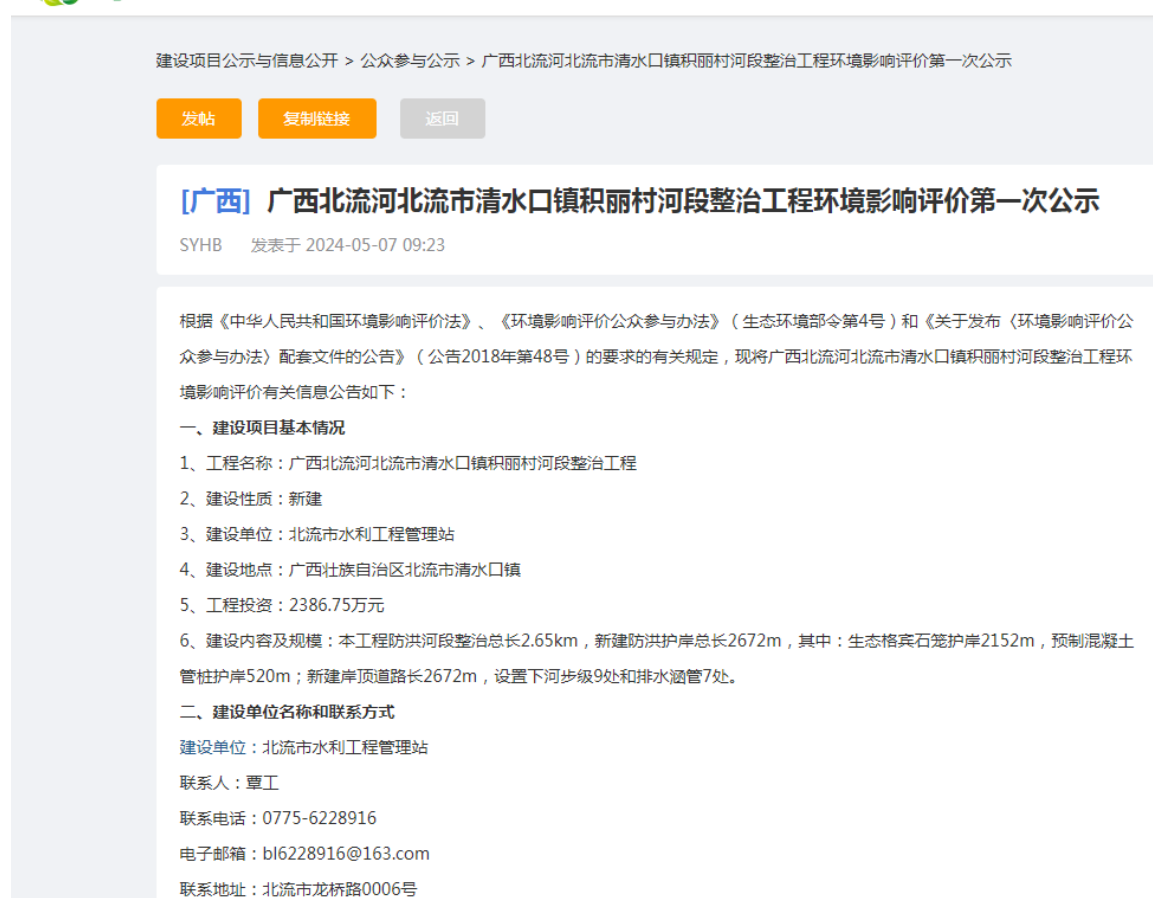 建设项目公示与信息公开 > 公众参与公示 > 广西北流河北流市清水口镇积丽村河段整治工程环境影响评价第一次公示
发帖 复制链接 返回
[广西] 广西北流河北流市清水口镇积丽村河段整治工程环境影响评价第一次公示
SYHB 发表于 2024-05-07 09:23
根据《中华人民共和国环境影响评价法》、《环境影响评价公众参与办法》（生态环境部令第4号）和《关于发布〈环境影响评价公
众参与办法〉配套文件的公告》（公告2018年第48号）的要求的有关规定，现将广西北流河北流市清水口镇积丽村河段整治工程环
境影响评价有关信息公告如下：
一、建设项目基本情况
1、工程名称：广西北流河北流市清水口镇积丽村河段整治工程
2、建设性质：新建
3、建设单位：北流市水利工程管理站
4、建设地点：广西壮族自治区北流市清水口镇
5、工程投资：2386.75万元
6、建设内容及规模：本工程防洪河段整治总长2.65km，新建防洪护岸总长2672m，其中：生态格宾石笼护岸2152m，预制混凝土
管桩护岸520m；新建岸顶道路长2672m，设置下河步级9处和排水涵管7处。
二、建设单位名称和联系方式
建设单位：北流市水利工程管理站
联系人：覃工
联系电话：0775-6228916
电子邮箱：bl6228916@163.com
联系地址：北流市龙桥路0006号